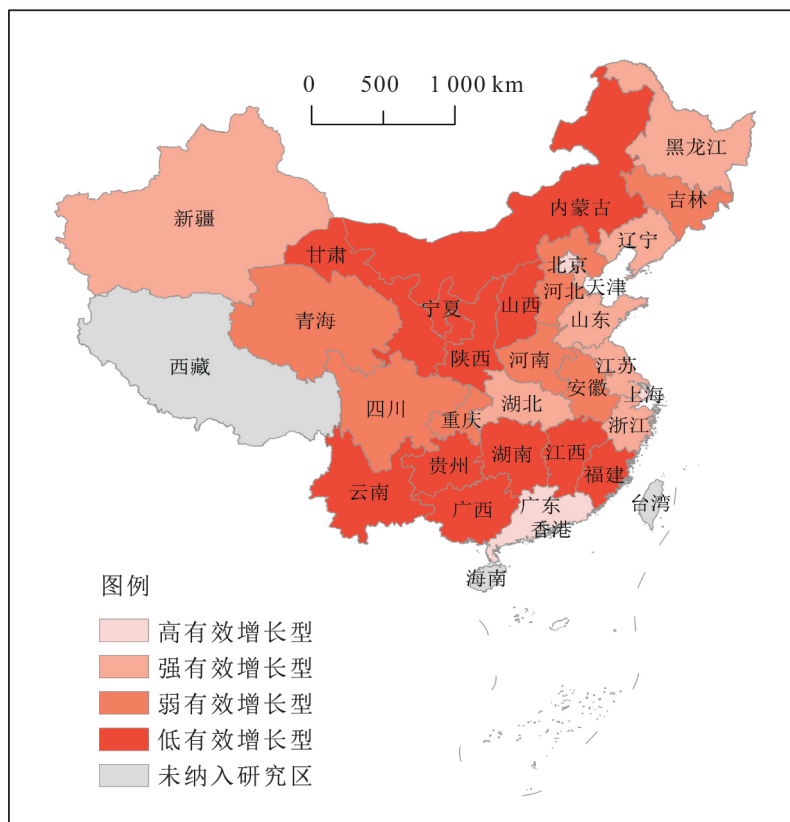 0 500 1 000 km
黑龙江
内蒙古
吉林
新疆
辽宁
甘肃
北京
天津
河北
宁夏
山西
青海
山东
陕西
河南
江苏
西藏
安徽
上海
四川
湖北
重庆
浙江
湖南
江西
贵州
福建
云南
广西
广东
台湾
香港
海南
图例
高有效增长型
强有效增长型
弱有效增长型
低有效增长型
未纳入研究区